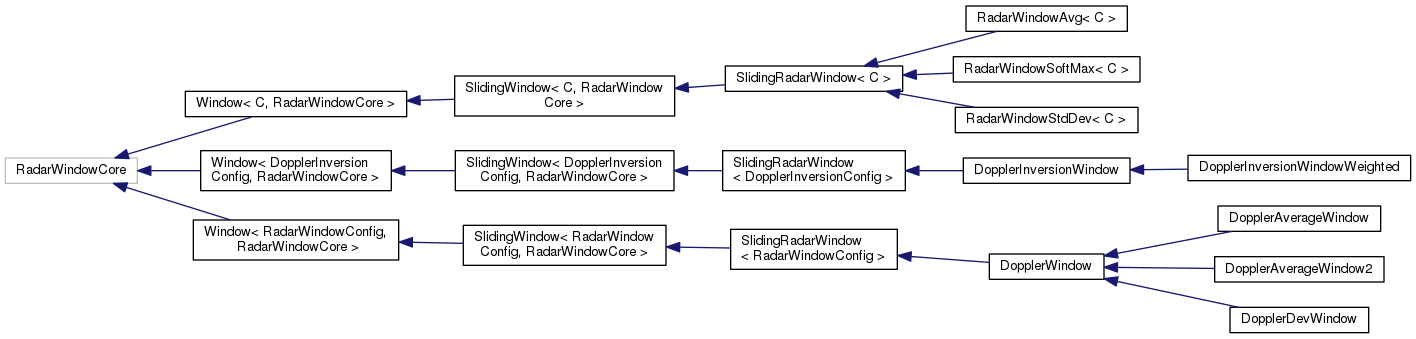 RadarWindowCore
Window< C, RadarWindowCore >
SlidingWindow< C, RadarWindow
Core >
SlidingRadarWindow< C >
RadarWindowAvg< C >
RadarWindowSoftMax< C >
RadarWindowStdDev< C >
Window< DopplerInversion
Config, RadarWindowCore >
SlidingWindow< DopplerInversion
Config, RadarWindowCore >
SlidingRadarWindow
< DopplerInversionConfig >
DopplerInversionWindow
DopplerInversionWindowWeighted
Window< RadarWindowConfig,
RadarWindowCore >
SlidingWindow< RadarWindow
Config, RadarWindowCore >
SlidingRadarWindow
< RadarWindowConfig >
DopplerWindow
DopplerAverageWindow
DopplerAverageWindow2
DopplerDevWindow